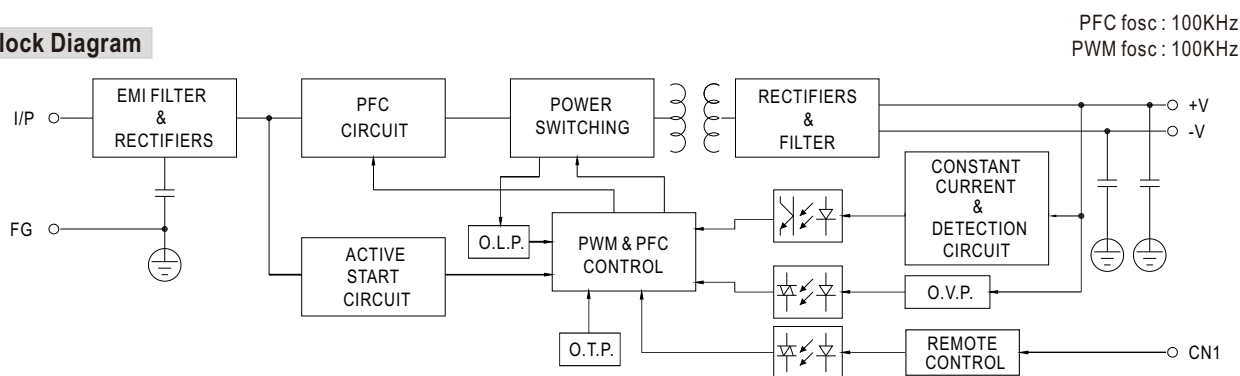 lock Diagram
PFC fosc : 100KHz
PWM fosc : 100KHz
I/P
EMI FILTER
&
RECTIFIERS
PFC
CIRCUIT
POWER
SWITCHING
RECTIFIERS
&
FILTER
+V
-V
CONSTANT
CURRENT
&
DETECTION
CIRCUIT
FG
O.L.P.
PWM & PFC
CONTROL
ACTIVE
START
CIRCUIT
O.V.P.
O.T.P.
REMOTE
CONTROL
CN1